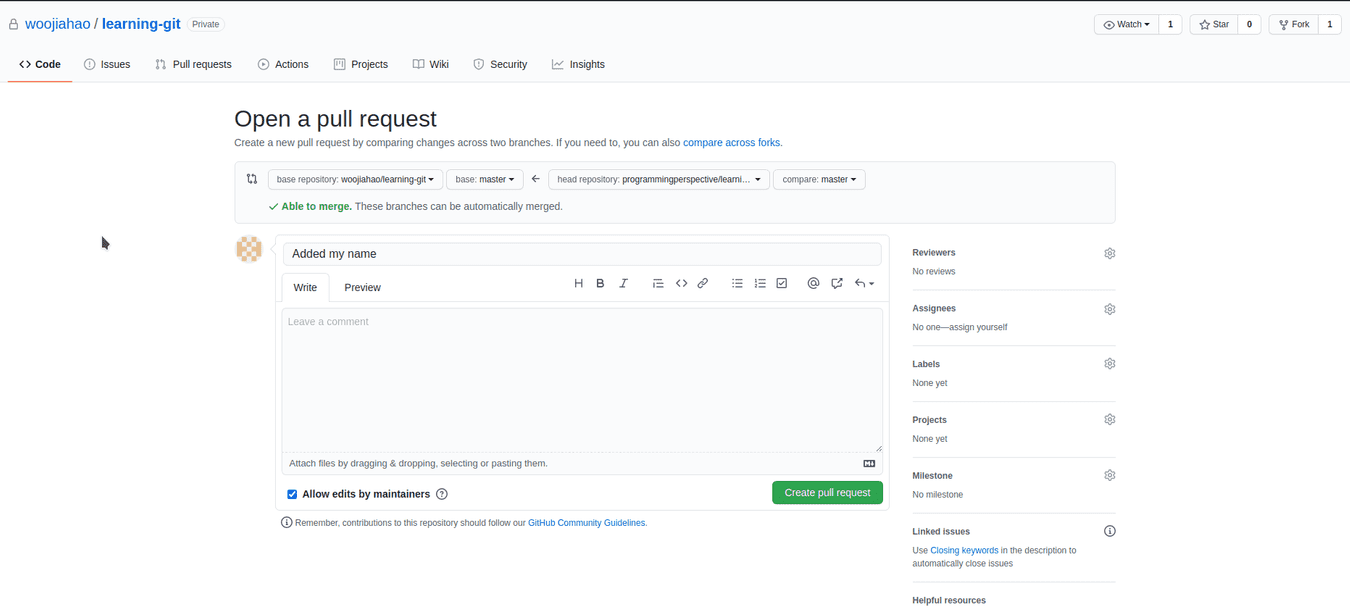 woojiahao / learning-git Private Watch 1 Star 0 Fork 1
Code Issues Pull requests Actions Projects Wiki Security Insights
Open a pull request
Create a new pull request by comparing changes across two branches. If you need to, you can also compare across forks.
base repository: woojiahao/learning-git base: master head repository: programmingperspective/learni... compare: master
Able to merge. These branches can be automatically merged.
Added my name
Write Preview
Leave a comment
Attach files by dragging & dropping, selecting or pasting them.
Allow edits by maintainers Create pull request
Remember, contributions to this repository should follow our GitHub Community Guidelines.
Reviewers
No reviews
Assignees
No one—assign yourself
Labels
None yet
Projects
None yet
Milestone
No milestone
Linked issues
Use Closing keywords in the description to
automatically close issues
Helpful resources